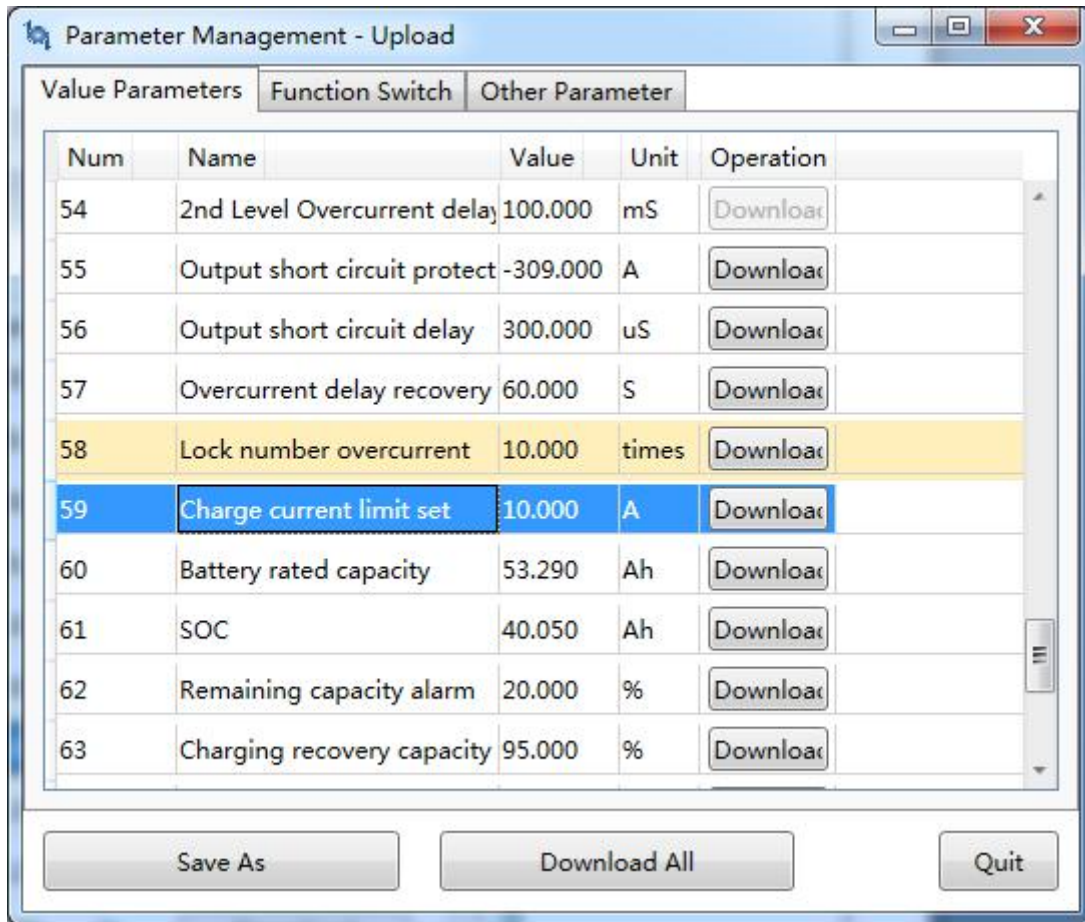 Parameter Management - Upload
Value Parameters Function Switch Other Parameter
Num Name Value Unit Operation
54 2nd Level Overcurrent delay 100.000 mS Download
55 Output short circuit protect -309.000 A Download
56 Output short circuit delay 300.000 uS Download
57 Overcurrent delay recovery 60.000 S Download
58 Lock number overcurrent 10.000 times Download
59 Charge current limit set 10.000 A Download
60 Battery rated capacity 53.290 Ah Download
61 SOC 40.050 Ah Download
62 Remaining capacity alarm 20.000 % Download
63 Charging recovery capacity 95.000 % Download
Save As Download All Quit